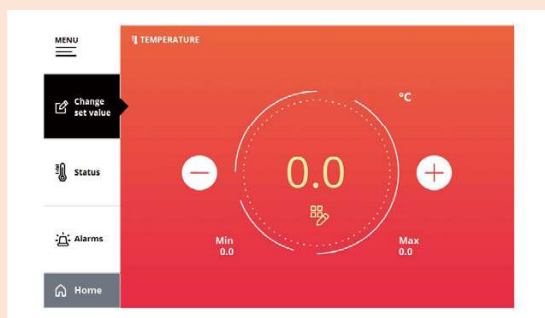 MENU
TEMPERATURE
Change
set value
°C
Status
0.0
Alarms
Min
0.0
Max
0.0
Home